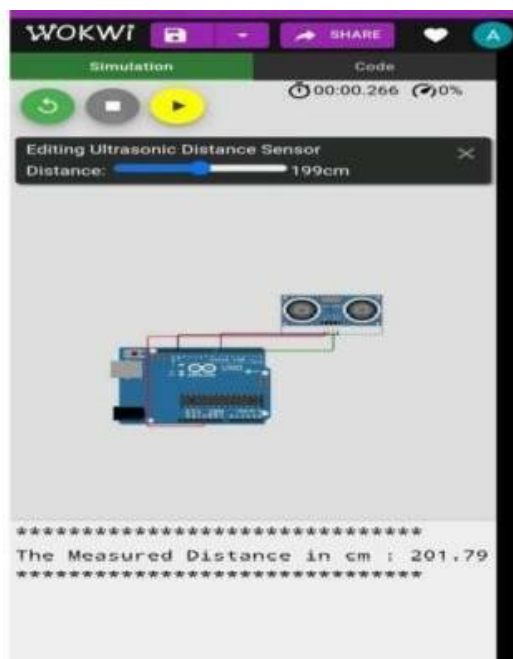 WOKWi
SHARE
A
Simulation Code
00:00.266 0%
Editing Ultrasonic Distance Sensor
Distance: 199cm
UNO
*******************************
The Measured Distance in cm : 201.79
*******************************